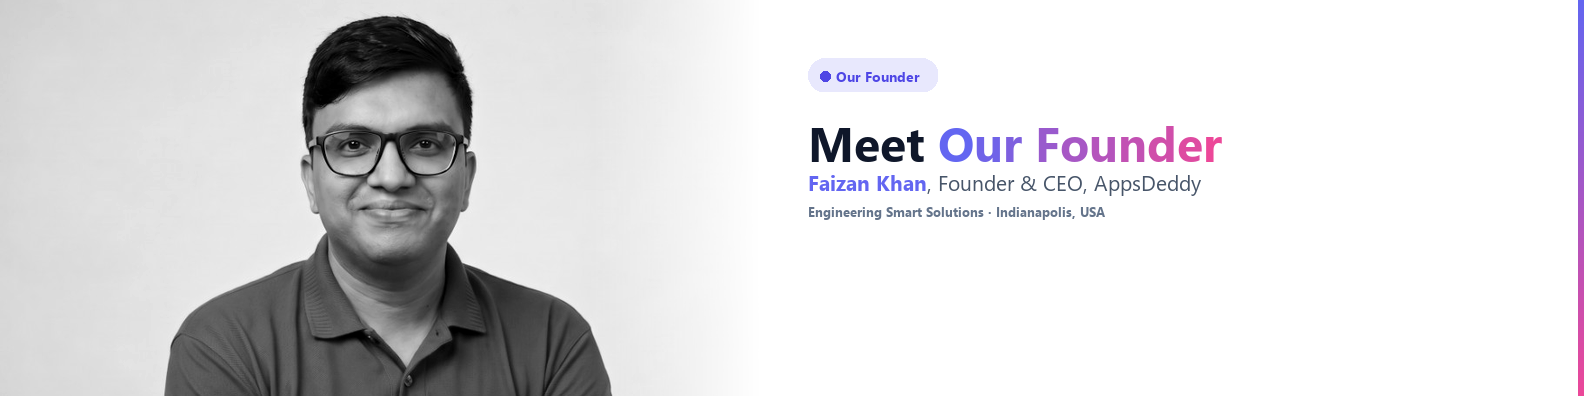 Our Founder
Meet Our Founder
Faizan Khan, Founder & CEO, AppsDeddy
Engineering Smart Solutions · Indianapolis, USA